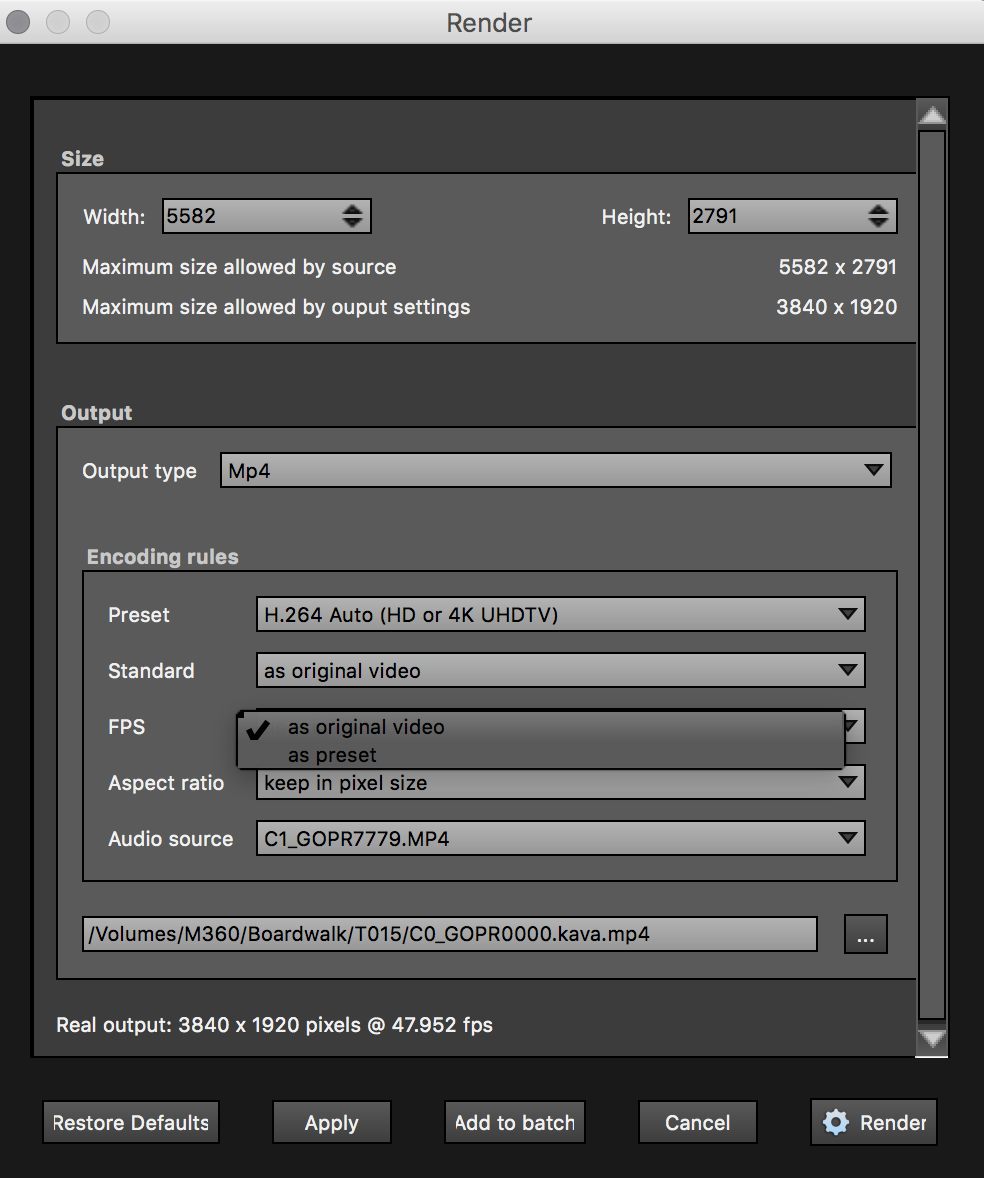 Render
Size
Width: 5582 Height: 2791
Maximum size allowed by source 5582 x 2791
Maximum size allowed by ouput settings 3840 x 1920
Output
Output type Mp4
Encoding rules
Preset H.264 Auto (HD or 4K UHDTV)
Standard as original video
FPS ✓ as original video
as preset
Aspect ratio keep in pixel size
Audio source C1_GOPR7779.MP4
/Volumes/M360/Boardwalk/T015/C0_GOPR0000.kava.mp4 ...
Real output: 3840 x 1920 pixels @ 47.952 fps
Restore Defaults Apply Add to batch Cancel Render